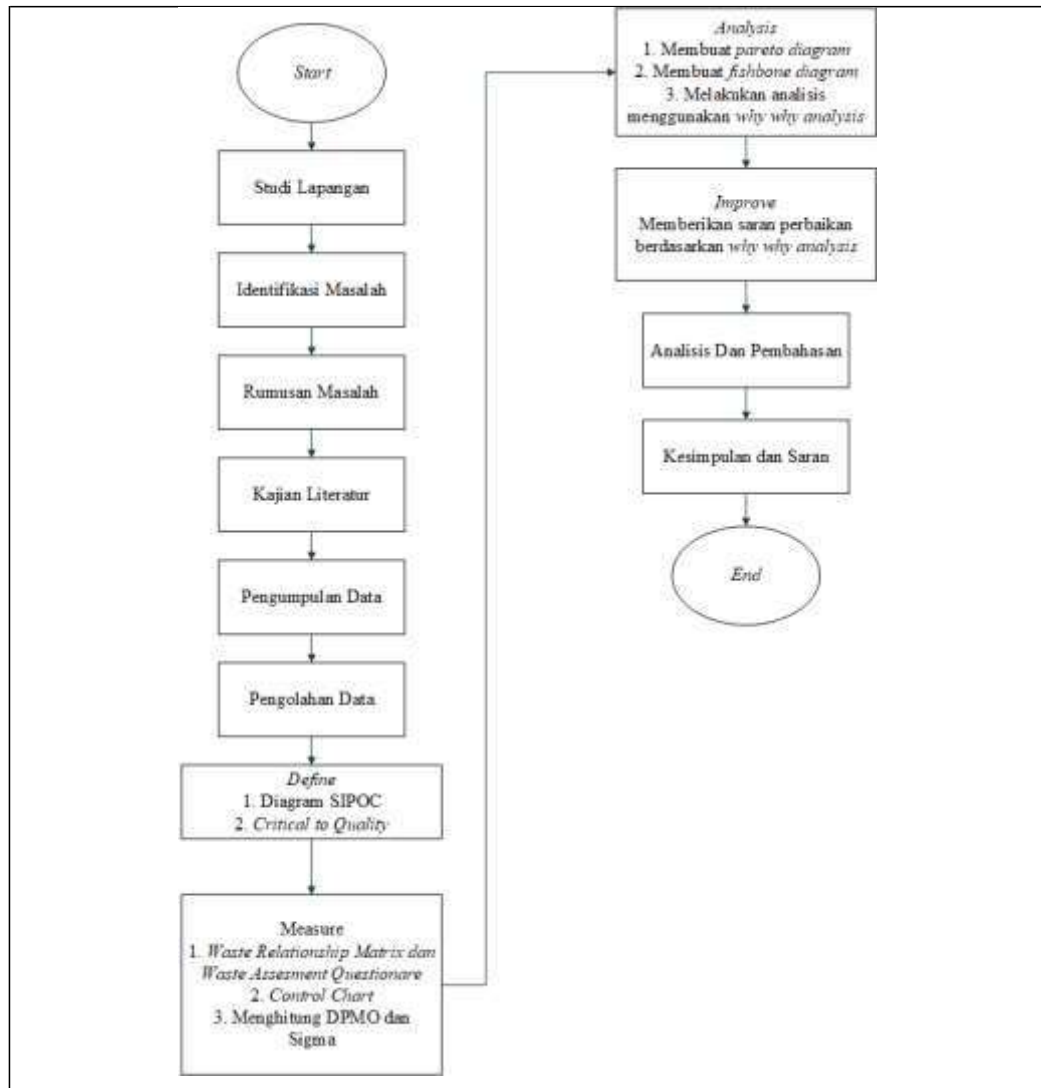 Start
Studi Lapangan
Identifikasi Masalah
Rumusan Masalah
Kajian Literatur
Pengumpulan Data
Pengolahan Data
Define
1. Diagram SIPOC
2. Critical to Quality
Measure
1. Waste Relationship Matrix dan
Waste Assesment Questionare
2. Control Chart
3. Menghitung DPMO dan
Sigma
Analysis
1. Membuat pareto diagram
2. Membuat fishbone diagram
3. Melakukan analisis
menggunakan why why analysis
Improve
Memberikan saran perbaikan
berdasarkan why why analysis
Analisis Dan Pembahasan
Kesimpulan dan Saran
End